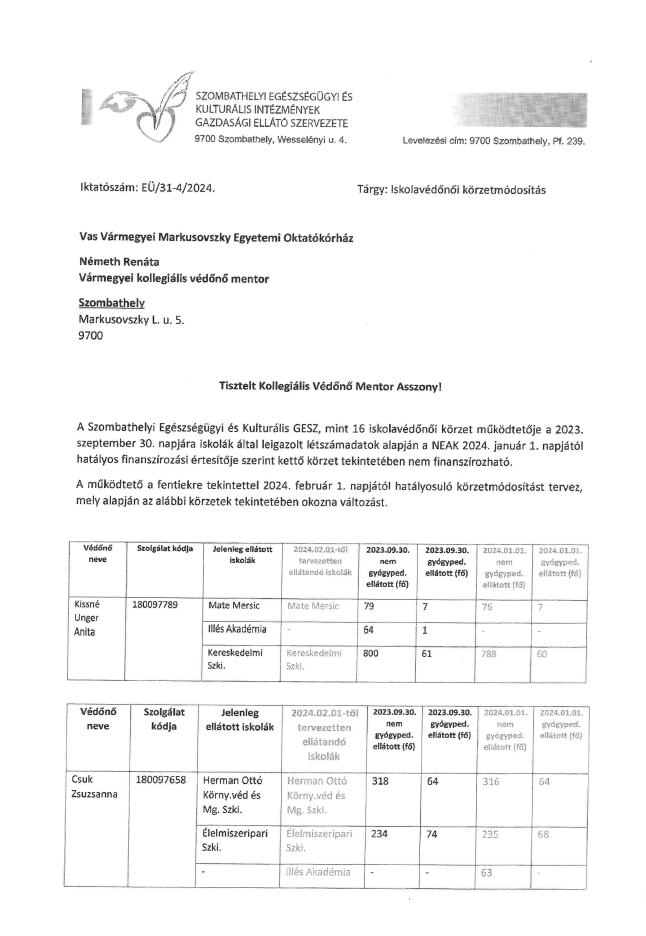 SZOMBATHELYI EGÉSZSÉGÜGYI ÉS
KULTURÁLIS INTÉZMÉNYEK
GAZDASÁGI ELLÁTÓ SZERVEZETE
9700 Szombathely, Wesselényi u. 4.
Levelezési cím: 9700 Szombathely, Pf. 239.
Iktatószám: EÜ/31-4/2024.
Tárgy: Iskolavédőnői körzetmódosítás
Vas Vármegyei Markusovszky Egyetemi Oktatókórház
Németh Renáta
Vármegyei kollegiális védőnő mentor
Szombathely
Markusovszky L. u. 5.
9700
Tisztelt Kollegiális Védőnő Mentor Asszony!
A Szombathelyi Egészségügyi és Kulturális GESZ, mint 16 iskolavédőnői körzet működtetője a 2023.
szeptember 30. napjára iskolák által leigazolt létszámadatok alapján a NEAK 2024. január 1. napjától
hatályos finanszírozási értesítője szerint kettő körzet tekintetében nem finanszírozható.
A működtető a fentiekre tekintettel 2024. február 1. napjától hatályosuló körzetmódosítást tervez,
mely alapján az alábbi körzetek tekintetében okozna változást.
Védőnő neve | Szolgálat kódja | Jelenleg ellátott iskolák | 2024.02.01-től tervezetten ellátandó iskolák | 2023.09.30. nem gyógyped. ellátott (fő) | 2023.09.30. gyógyped. ellátott (fő) | 2024.01.01. nem gyógyped. ellátott (fő) | 2024.01.01. gyógyped. ellátott (fő)
Kissné Unger Anita | 180097789 | Mate Mersic | Mate Mersic | 79 | 7 | 76 | 7
Illés Akadémia | - | 64 | 1 | - | -
Kereskedelmi Szki. | Kereskedelmi Szki. | 800 | 61 | 788 | 60
Védőnő neve | Szolgálat kódja | Jelenleg ellátott iskolák | 2024.02.01-től tervezetten ellátandó iskolák | 2023.09.30. nem gyógyped. ellátott (fő) | 2023.09.30. gyógyped. ellátott (fő) | 2024.01.01. nem gyógyped. ellátott (fő) | 2024.01.01. gyógyped. ellátott (fő)
Csuk Zsuzsanna | 180097658 | Herman Ottó Körny.véd és Mg. Szki. | Herman Ottó Körny.véd és Mg. Szki. | 318 | 64 | 316 | 64
Élelmiszeripari Szki. | Élelmiszeripari Szki. | 234 | 74 | 235 | 68
- | Illés Akadémia | - | - | 63 | -